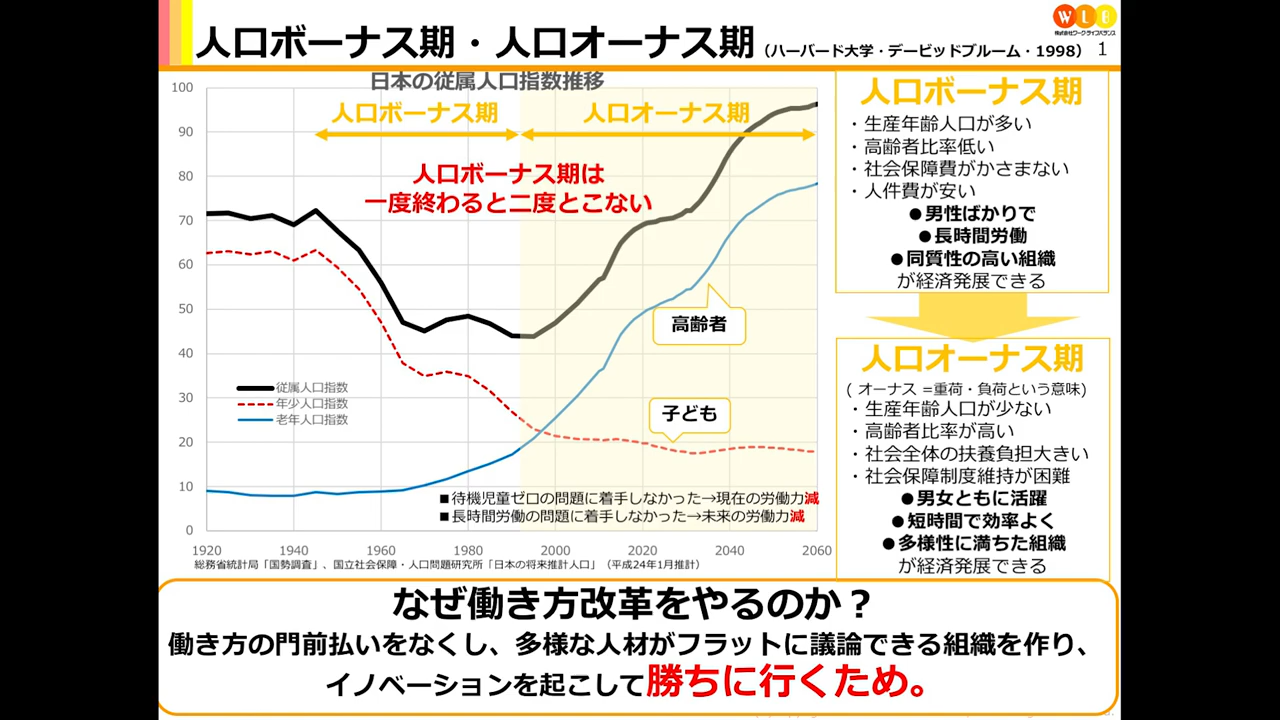 人口ボーナス期・人口オーナス期(ハーバード大学・デービッドブルーム・1998)
WLB
株式会社ワーク・ライフバランス
1
日本の従属人口指数推移
人口ボーナス期
人口オーナス期
人口ボーナス期は
一度終わると二度とこない
100
90
80
70
60
50
40
30
20
10
0
高齢者
子ども
従属人口指数
年少人口指数
老年人口指数
■待機児童ゼロの問題に着手しなかった→現在の労働力減
■長時間労働の問題に着手しなかった→未来の労働力減
1920 1940 1960 1980 2000 2020 2040 2060
総務省統計局「国勢調査」、国立社会保障・人口問題研究所「日本の将来推計人口」(平成24年1月推計)
人口ボーナス期
・生産年齢人口が多い
・高齢者比率低い
・社会保障費がかさまない
・人件費が安い
●男性ばかりで
●長時間労働
●同質性の高い組織
が経済発展できる
人口オーナス期
( オーナス =重荷・負荷という意味)
・生産年齢人口が少ない
・高齢者比率が高い
・社会全体の扶養負担大きい
・社会保障制度維持が困難
●男女ともに活躍
●短時間で効率よく
●多様性に満ちた組織
が経済発展できる
なぜ働き方改革をやるのか？
働き方の門前払いをなくし、多様な人材がフラットに議論できる組織を作り、
イノベーションを起こして勝ちに行くため。